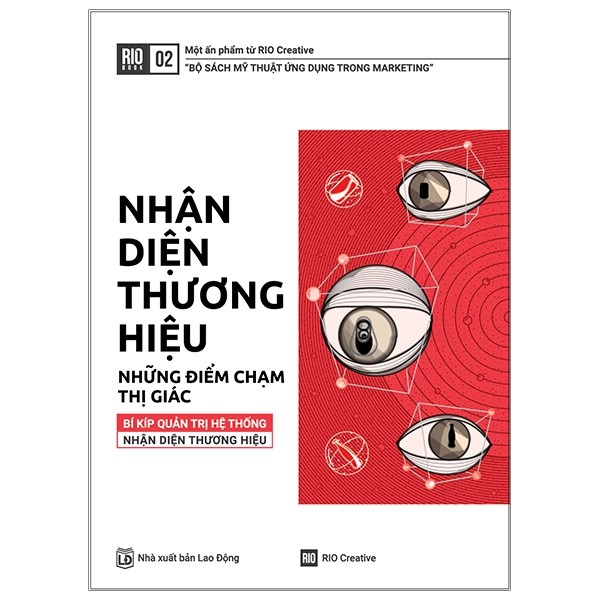 RIO BOOK 02
Một ấn phẩm từ RIO Creative
"BỘ SÁCH MỸ THUẬT ỨNG DỤNG TRONG MARKETING"
NHẬN
DIỆN
THƯƠNG
HIỆU
NHỮNG ĐIỂM CHẠM
THỊ GIÁC
BÍ KÍP QUẢN TRỊ HỆ THỐNG
NHẬN DIỆN THƯƠNG HIỆU
LĐ Nhà xuất bản Lao Động
RIO RIO Creative